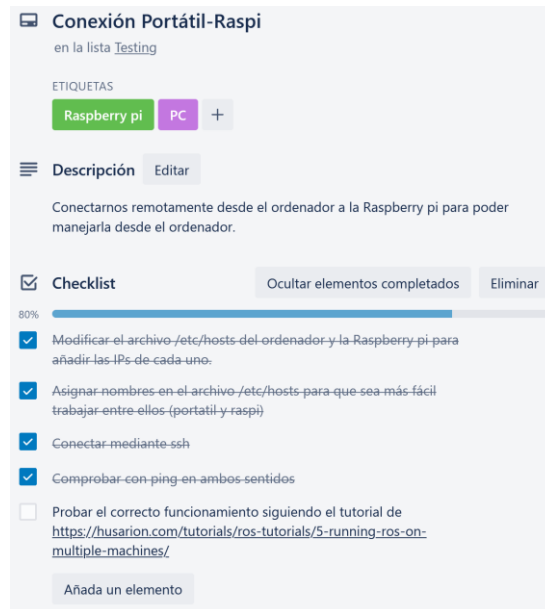 Conexión Portátil-Raspi
en la lista Testing
ETIQUETAS
Raspberry pi PC +
Descripción Editar
Conectarnos remotamente desde el ordenador a la Raspberry pi para poder
manejarla desde el ordenador.
Checklist Ocultar elementos completados Eliminar
80%
Modificar el archivo /etc/hosts del ordenador y la Raspberry pi para
añadir las IPs de cada uno.
Asignar nombres en el archivo /etc/hosts para que sea más fácil
trabajar entre ellos (portatil y raspi)
Conectar mediante ssh
Comprobar con ping en ambos sentidos
Probar el correcto funcionamiento siguiendo el tutorial de
https://husarion.com/tutorials/ros-tutorials/5-running-ros-on-
multiple-machines/
Añada un elemento